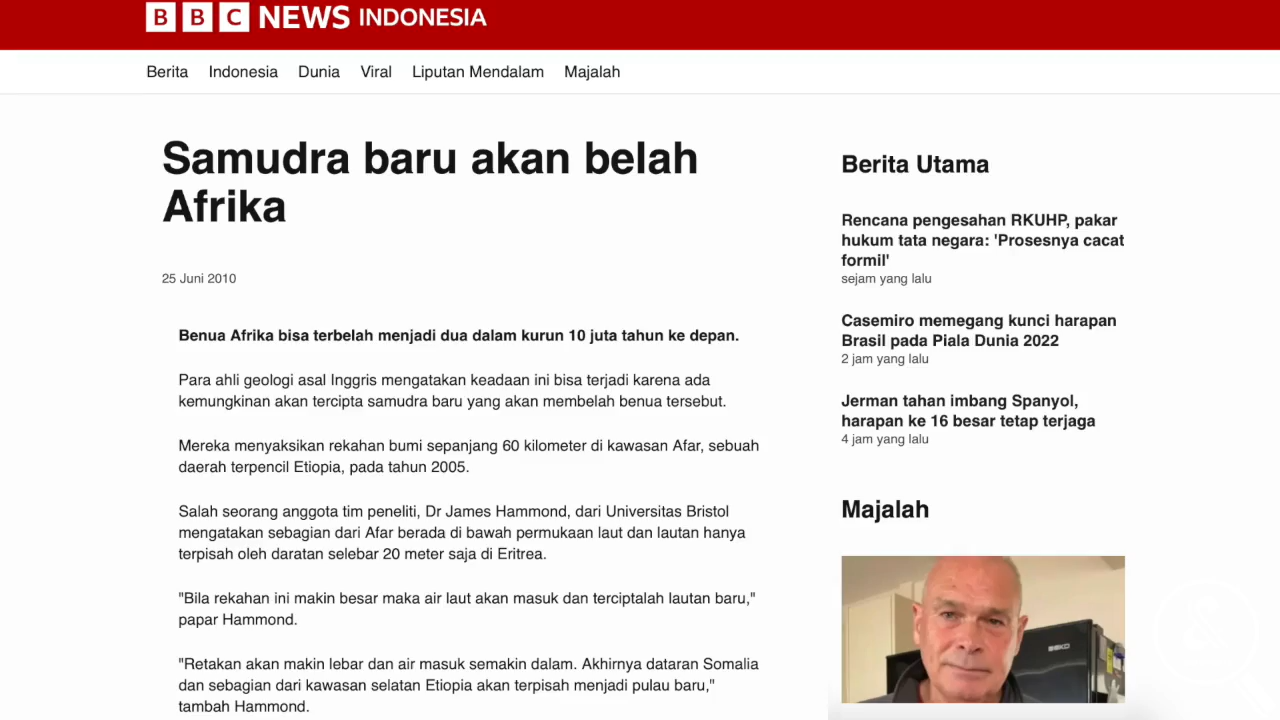 BBC NEWS INDONESIA
Berita Indonesia Dunia Viral Liputan Mendalam Majalah
Samudra baru akan belah
Afrika
25 Juni 2010
Benua Afrika bisa terbelah menjadi dua dalam kurun 10 juta tahun ke depan.
Para ahli geologi asal Inggris mengatakan keadaan ini bisa terjadi karena ada
kemungkinan akan tercipta samudra baru yang akan membelah benua tersebut.
Mereka menyaksikan rekahan bumi sepanjang 60 kilometer di kawasan Afar, sebuah
daerah terpencil Etiopia, pada tahun 2005.
Salah seorang anggota tim peneliti, Dr James Hammond, dari Universitas Bristol
mengatakan sebagian dari Afar berada di bawah permukaan laut dan lautan hanya
terpisah oleh daratan selebar 20 meter saja di Eritrea.
"Bila rekahan ini makin besar maka air laut akan masuk dan terciptalah lautan baru,"
papar Hammond.
"Retakan akan makin lebar dan air masuk semakin dalam. Akhirnya dataran Somalia
dan sebagian dari kawasan selatan Etiopia akan terpisah menjadi pulau baru,"
tambah Hammond.
Berita Utama
Rencana pengesahan RKUHP, pakar
hukum tata negara: 'Prosesnya cacat
formil'
sejam yang lalu
Casemiro memegang kunci harapan
Brasil pada Piala Dunia 2022
2 jam yang lalu
Jerman tahan imbang Spanyol,
harapan ke 16 besar tetap terjaga
4 jam yang lalu
Majalah
BEKO
&